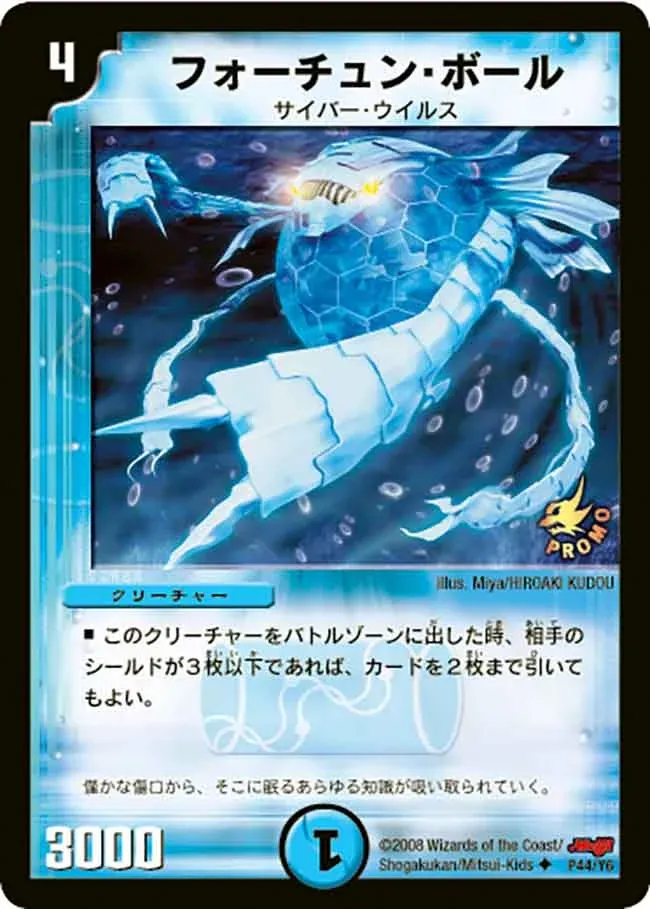 4
フォーチュン・ボール
サイバー・ウイルス
PROMO
illus. Miya/HIROAKI KUDOU
クリーチャー
■ このクリーチャーをバトルゾーンに出した時、相手の
シールドが3枚以下であれば、カードを2枚まで引いて
もよい。
僅かな傷口から、そこに眠るあらゆる知識が吸い取られていく。
3000
1
©2008 Wizards of the Coast/
Shogakukan/Mitsui-Kids ◆ P44/Y6